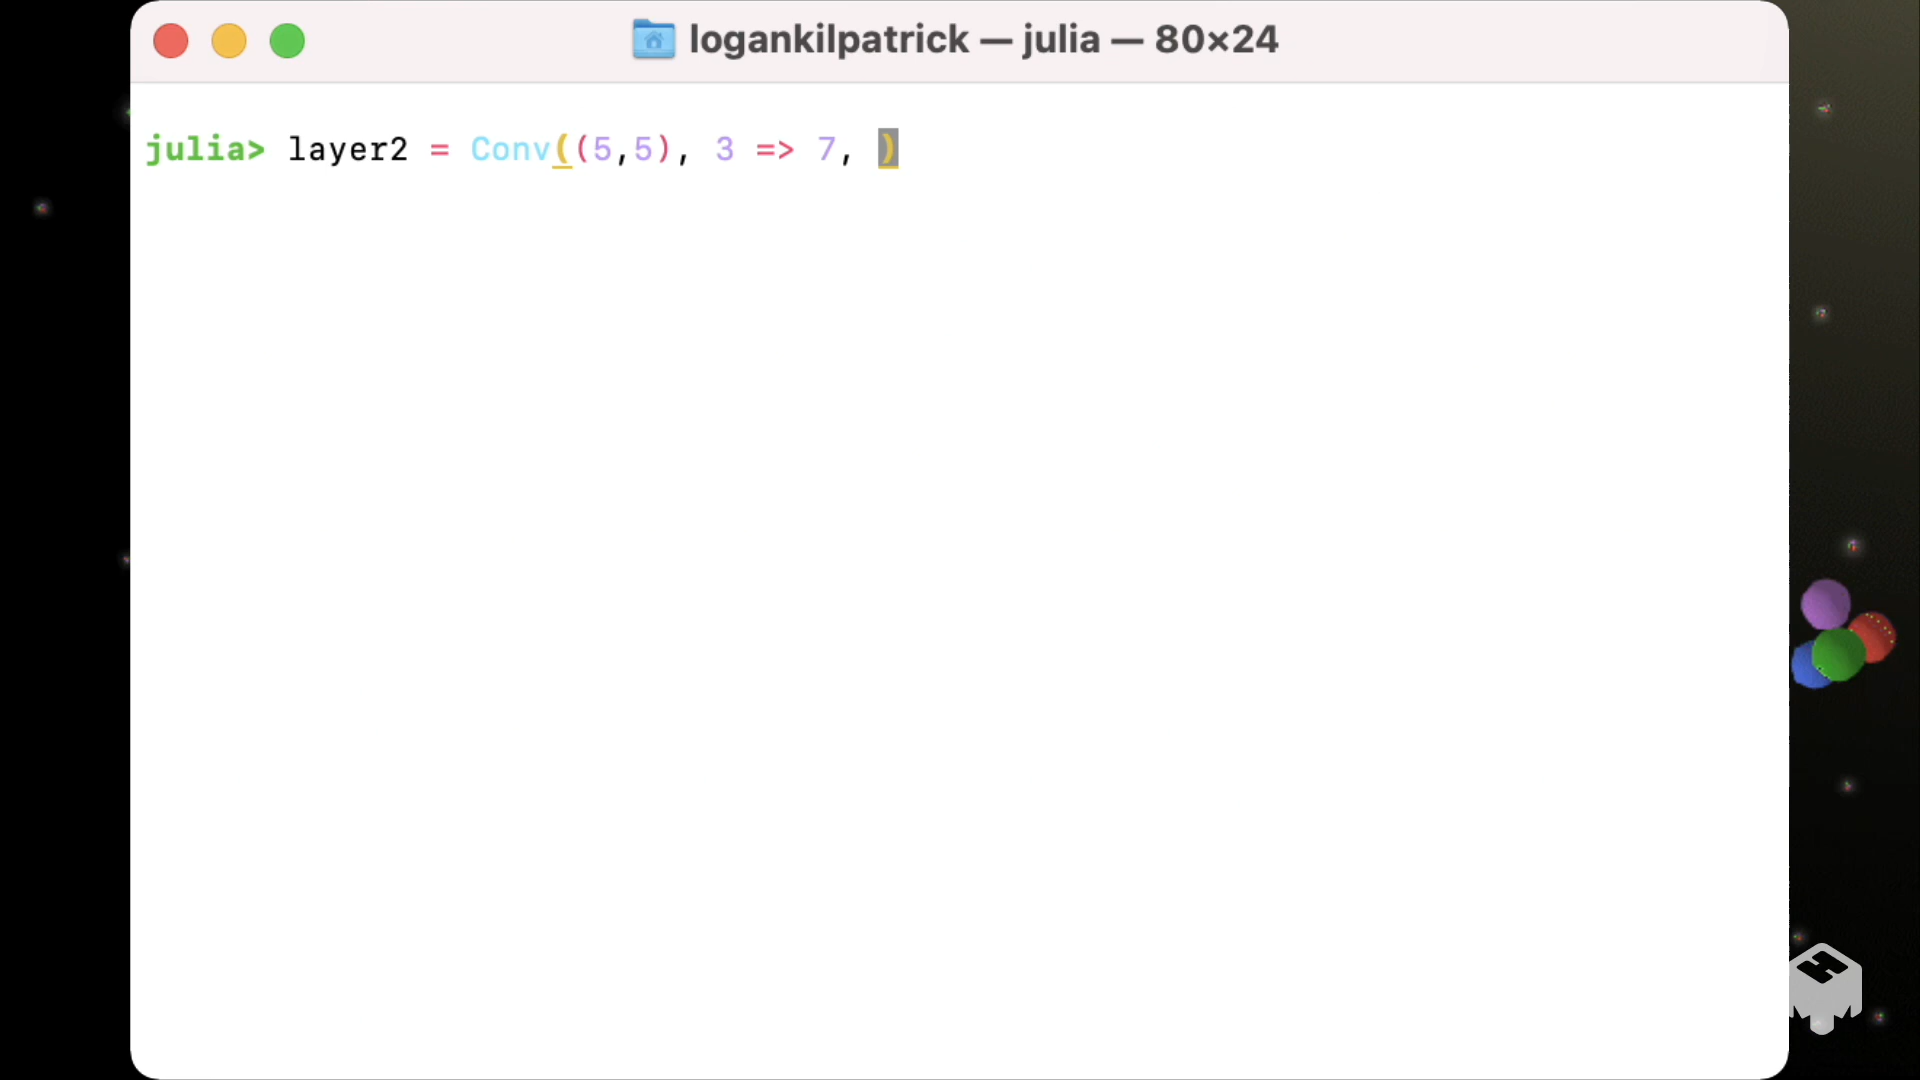 logankilpatrick — julia — 80×24
julia> layer2 = Conv((5,5), 3 => 7, )